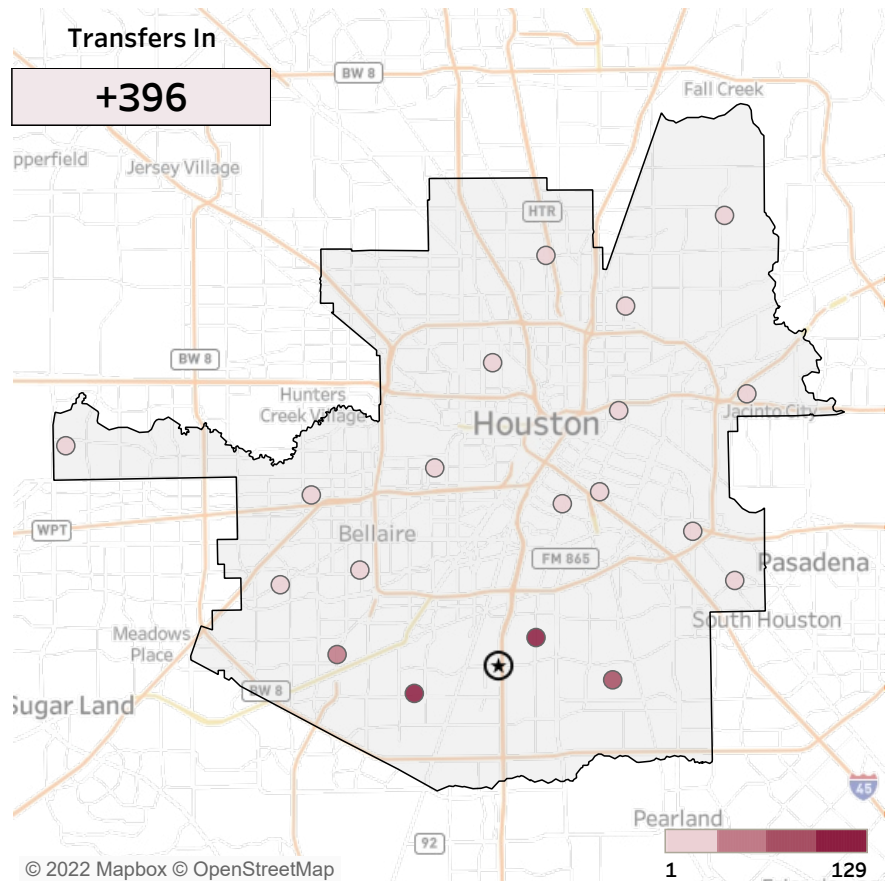 Transfers In
+396
BW 8
Fall Creek
pperfield
Jersey Village
HTR
BW 8
Hunters
Creek Village
Jacinto City
Houston
WPT
Bellaire
FM 865
Pasadena
South Houston
Meadows
Place
BW 8
Sugar Land
45
Pearland
92
1
129
© 2022 Mapbox © OpenStreetMap